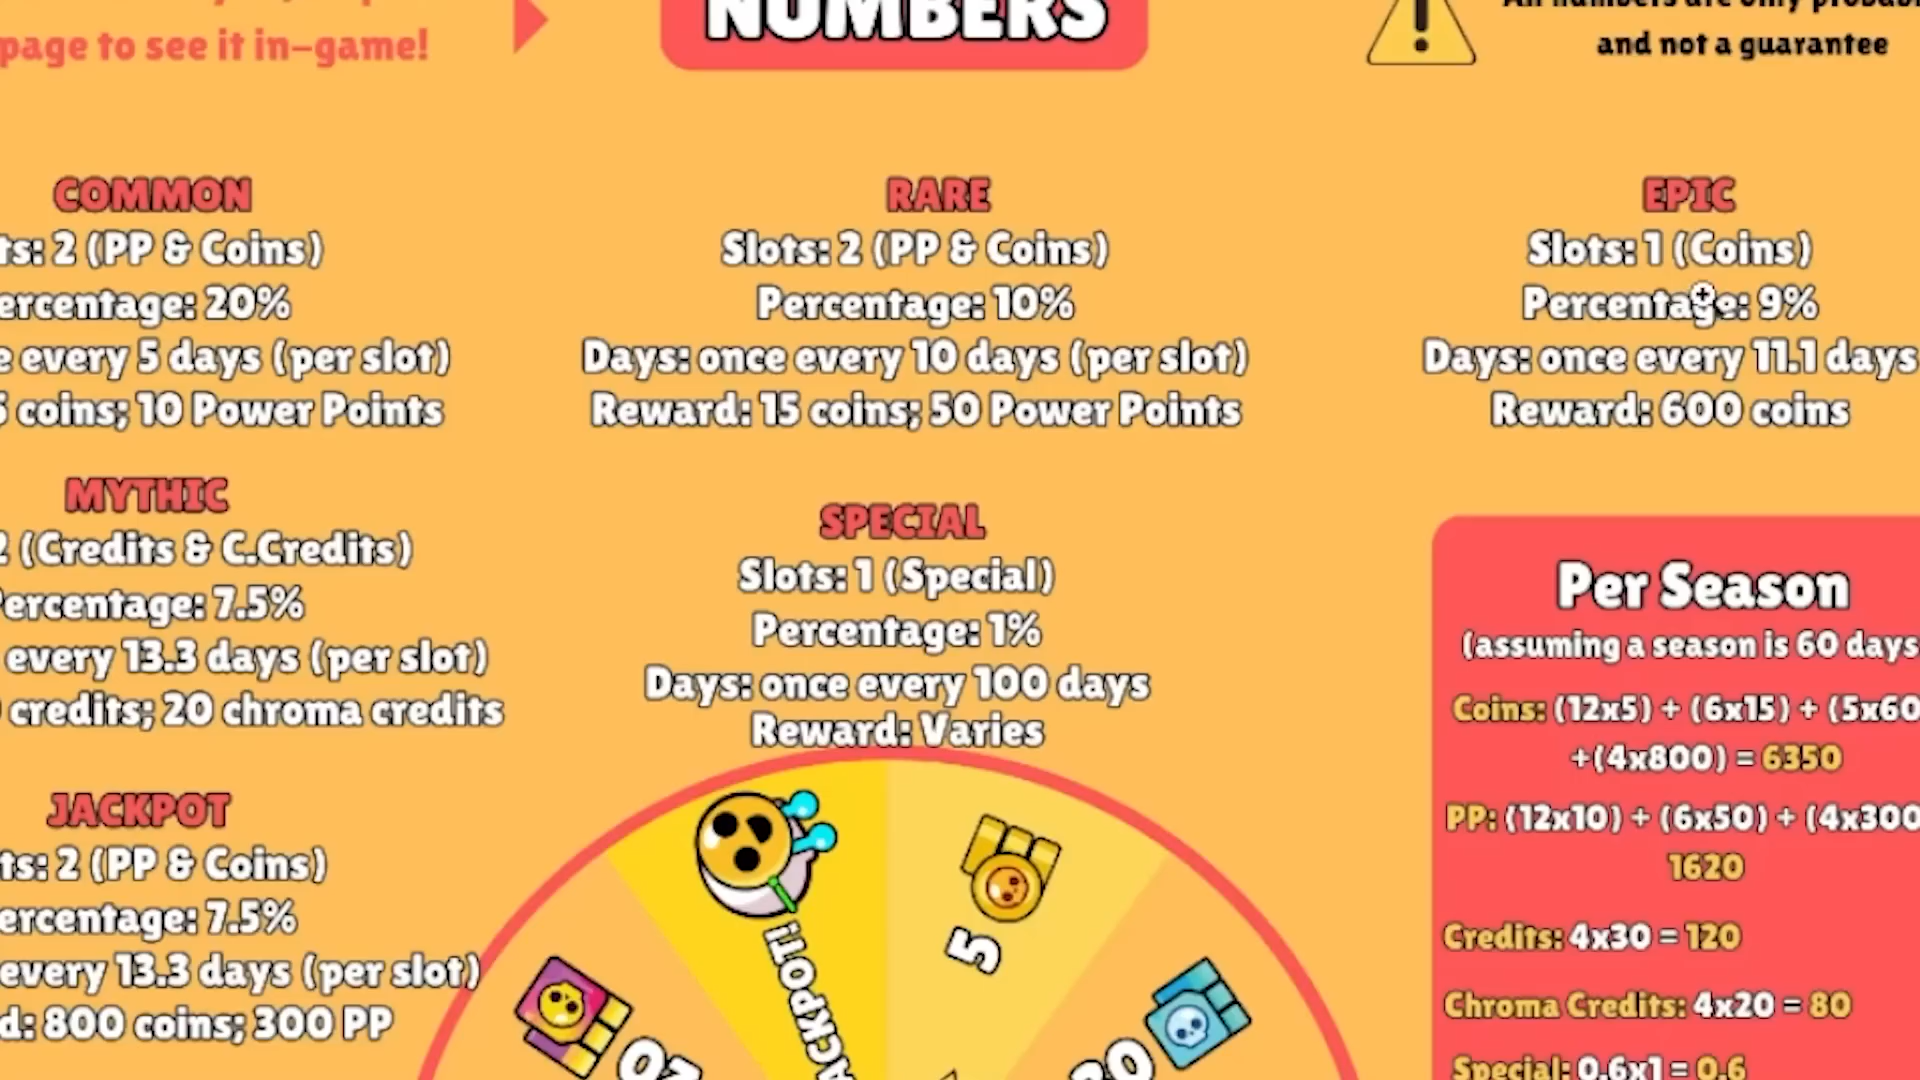 page to see it in-game!
NUMBERS
and not a guarantee
COMMON
ts: 2 (PP & Coins)
ercentage: 20%
e every 5 days (per slot)
5 coins; 10 Power Points
RARE
Slots: 2 (PP & Coins)
Percentage: 10%
Days: once every 10 days (per slot)
Reward: 15 coins; 50 Power Points
EPIC
Slots: 1 (Coins)
Percentage: 9%
Days: once every 11.1 days
Reward: 600 coins
MYTHIC
2 (Credits & C.Credits)
Percentage: 7.5%
every 13.3 days (per slot)
credits; 20 chroma credits
SPECIAL
Slots: 1 (Special)
Percentage: 1%
Days: once every 100 days
Reward: Varies
JACKPOT
ts: 2 (PP & Coins)
ercentage: 7.5%
every 13.3 days (per slot)
d: 800 coins; 300 PP
Per Season
(assuming a season is 60 days
Coins: (12x5) + (6x15) + (5x60
+(4x800) = 6350
PP: (12x10) + (6x50) + (4x300
1620
Credits: 4x30 = 120
Chroma Credits: 4x20 = 80
Special: 0.6x1 = 0.6
ACKPOT!
5
20